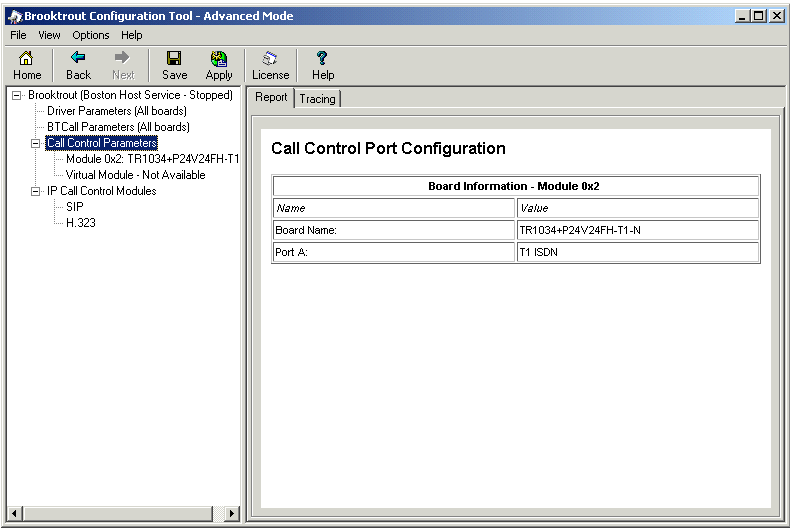 Brooktrout Configuration Tool - Advanced Mode
File View Options Help
Home Back Next Save Apply License Help
Brooktrout (Boston Host Service - Stopped)
Driver Parameters (All boards)
BTCall Parameters (All boards)
Call Control Parameters
Module 0x2: TR1034+P24V24FH-T1
Virtual Module - Not Available
IP Call Control Modules
SIP
H.323
Report Tracing
Call Control Port Configuration
Board Information - Module 0x2
Name Value
Board Name: TR1034+P24V24FH-T1-N
Port A: T1 ISDN